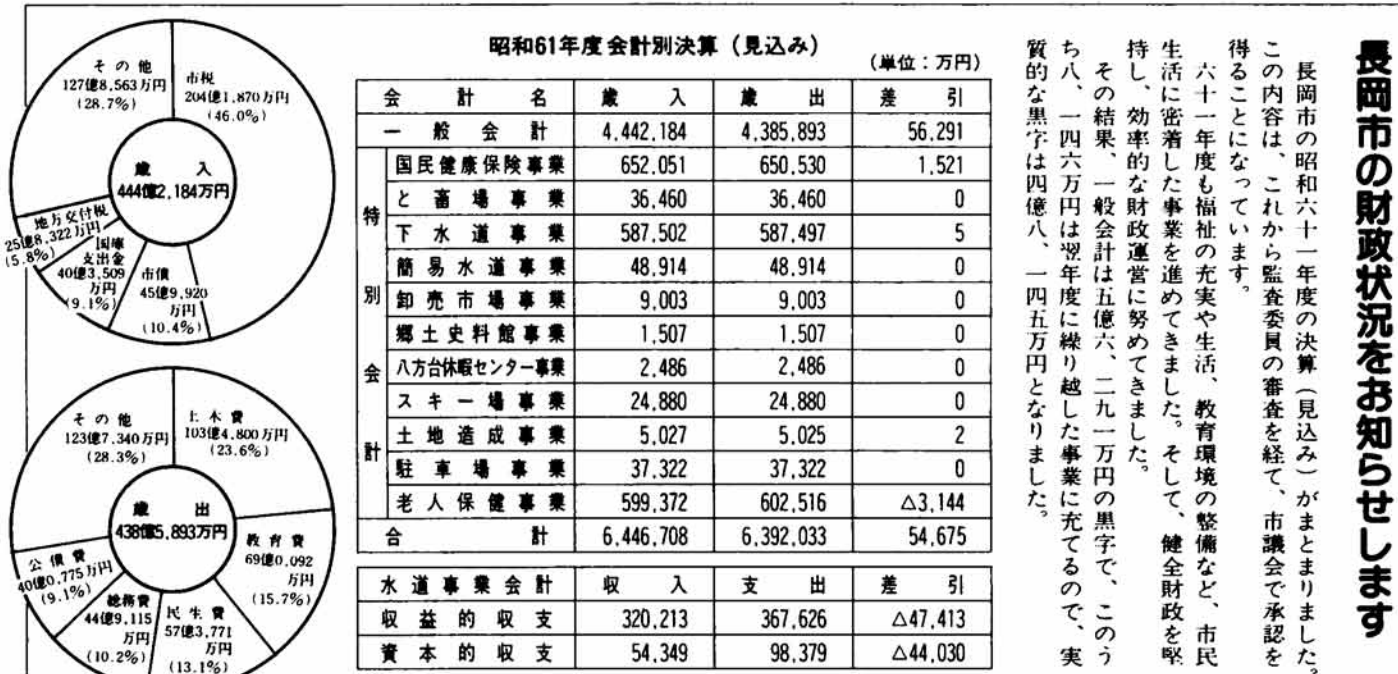 長岡市の財政状況をお知らせします
長岡市の昭和六十一年度の決算（見込み）がまとまりました。
この内容は、これから監査委員の審査を経て、市議会で承認を
得ることになっています。
六十一年度も福祉の充実や生活、教育環境の整備など、市民
生活に密着した事業を進めてきました。そして、健全財政を堅
持し、効率的な財政運営に努めてきました。
その結果、一般会計は五億六、二九一万円の黒字で、このう
ち八、一四六万円は翌年度に繰り越した事業に充てるので、実
質的な黒字は四億八、一四五万円となりました。
昭和61年度会計別決算（見込み）
（単位：万円）
会計名 歳入 歳出 差引
一般会計 4,442,184 4,385,893 56,291
特別会計
国民健康保険事業 652,051 650,530 1,521
と畜場事業 36,460 36,460 0
下水道事業 587,502 587,497 5
簡易水道事業 48,914 48,914 0
卸売市場事業 9,003 9,003 0
郷土史料館事業 1,507 1,507 0
八方台休暇センター事業 2,486 2,486 0
スキー場事業 24,880 24,880 0
土地造成事業 5,027 5,025 2
駐車場事業 37,322 37,322 0
老人保健事業 599,372 602,516 △3,144
合計 6,446,708 6,392,033 54,675
水道事業会計 収入 支出 差引
収益的収支 320,213 367,626 △47,413
資本的収支 54,349 98,379 △44,030
歳入
444億2,184万円
市税
204億1,870万円
(46.0%)
市債
45億9,920
万円
(10.4%)
国庫
支出金
40億3,509
万円
(9.1%)
地方交付税
25億8,322万円
(5.8%)
その他
127億8,563万円
(28.7%)
歳出
438億5,893万円
土木費
103億4,800万円
(23.6%)
教育費
69億0,092
万円
(15.7%)
民生費
57億3,771
万円
(13.1%)
総務費
44億9,115
万円
(10.2%)
公債費
40億0,775万円
(9.1%)
その他
123億7,340万円
(28.3%)